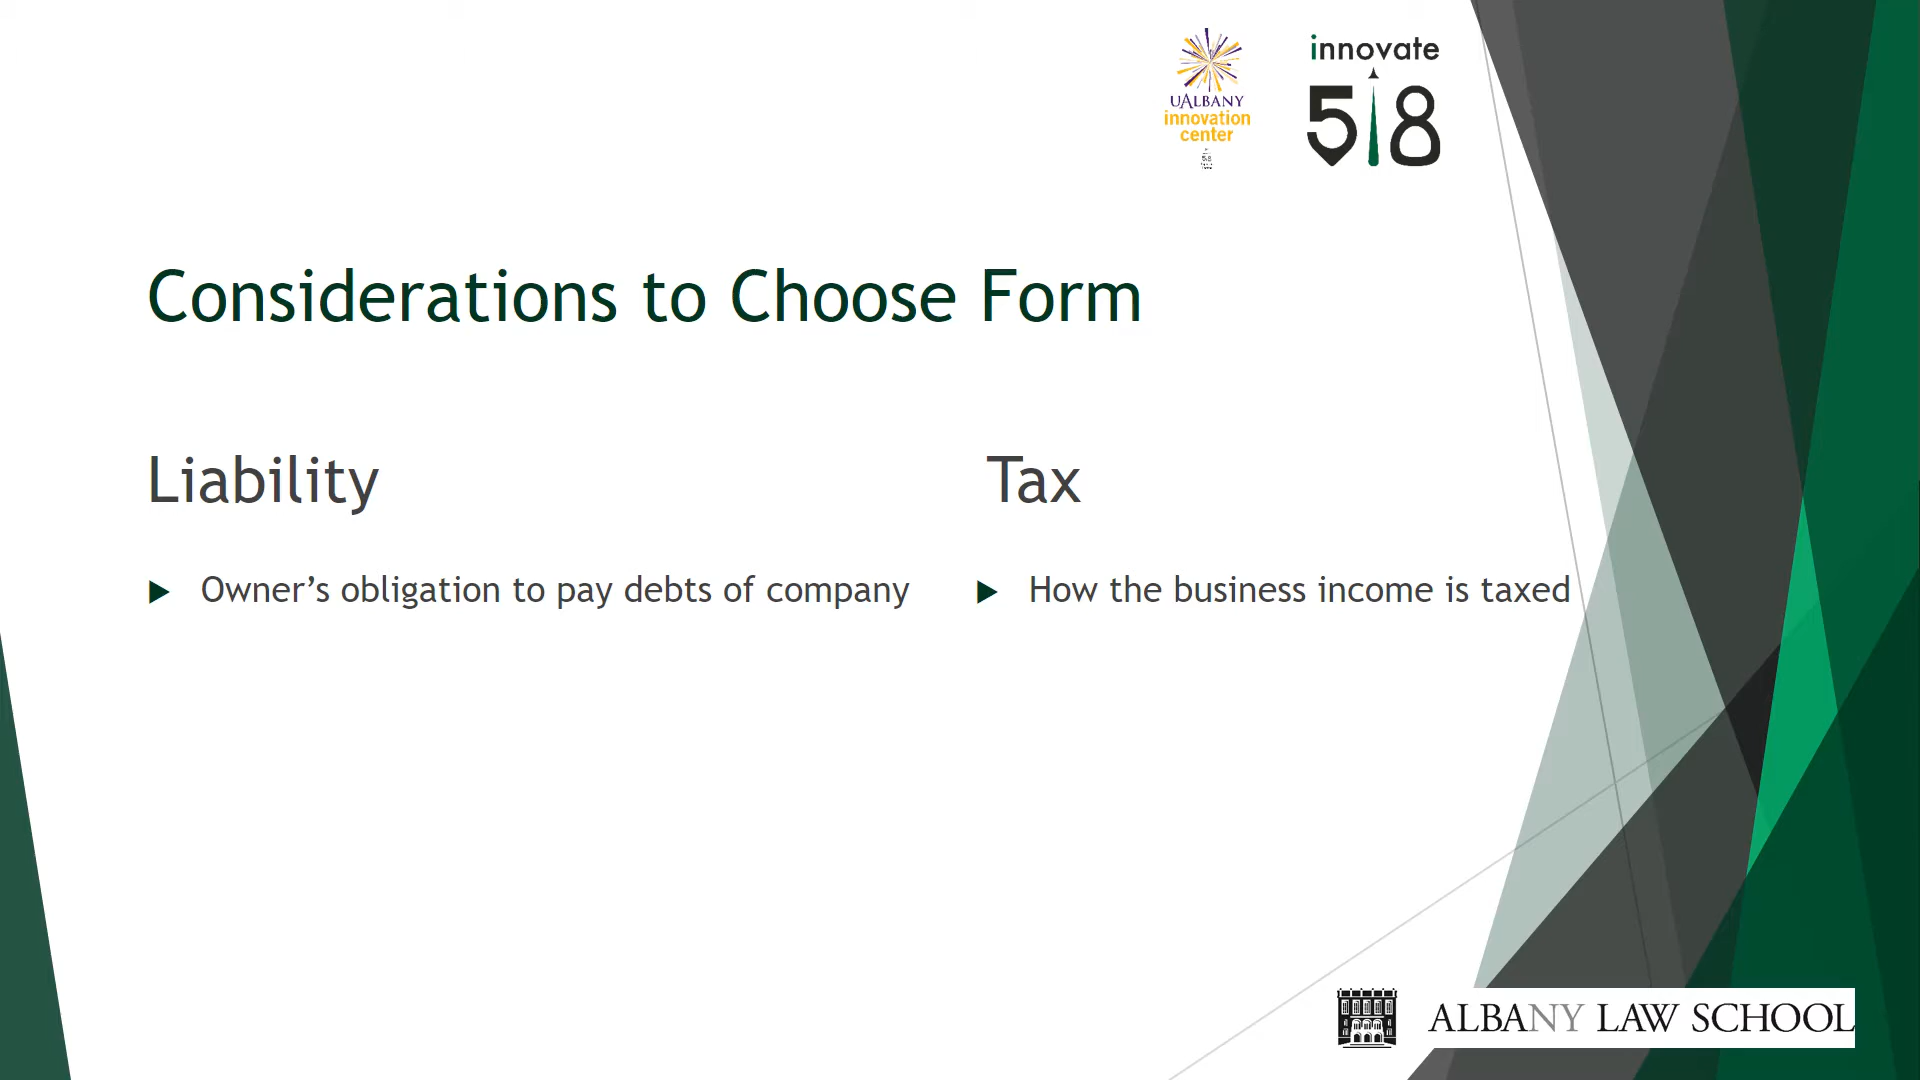 UALBANY
innovation
center
innovate
518
Considerations to Choose Form
Liability
Owner’s obligation to pay debts of company
Tax
How the business income is taxed
ALBANY LAW SCHOOL